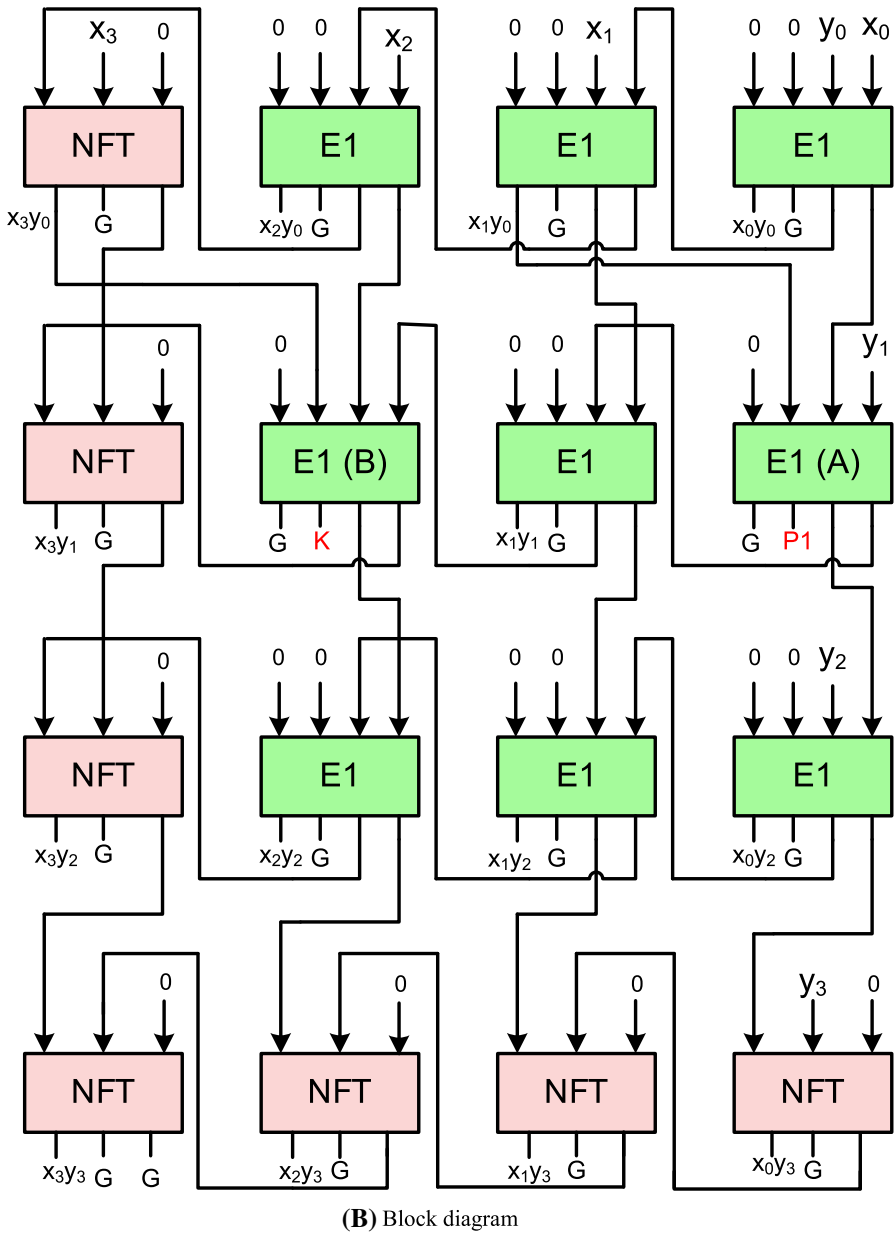 x₃ 0 0 0 x₂ 0 0 x₁ 0 0 y₀ x₀
NFT E1 E1 E1
x₃y₀ G x₂y₀ G x₁y₀ G x₀y₀ G
0 0 0 0 0 y₁
NFT E1 (B) E1 E1 (A)
x₃y₁ G G K x₁y₁ G G P1
0 0 0 0 0 0 0 y₂
NFT E1 E1 E1
x₃y₂ G x₂y₂ G x₁y₂ G x₀y₂ G
0 0 0 y₃ 0
NFT NFT NFT NFT
x₃y₃ G G x₂y₃ G x₁y₃ G x₀y₃ G
(B) Block diagram